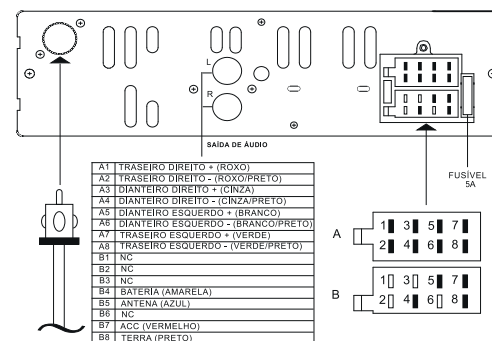 L
R
SAÍDA DE ÁUDIO
FUSÍVEL
5A
A1 TRASEIRO DIREITO + (ROXO)
A2 TRASEIRO DIREITO - (ROXO/PRETO)
A3 DIANTEIRO DIREITO + (CINZA)
A4 DIANTEIRO DIREITO - (CINZA/PRETO)
A5 DIANTEIRO ESQUERDO + (BRANCO)
A6 DIANTEIRO ESQUERDO - (BRANCO/PRETO)
A7 TRASEIRO ESQUERDO + (VERDE)
A8 TRASEIRO ESQUERDO - (VERDE/PRETO)
B1 NC
B2 NC
B3 NC
B4 BATERIA (AMARELA)
B5 ANTENA (AZUL)
B6 NC
B7 ACC (VERMELHO)
B8 TERRA (PRETO)
A
1 3 5 7
2 4 6 8
B
1 3 5 7
2 4 6 8